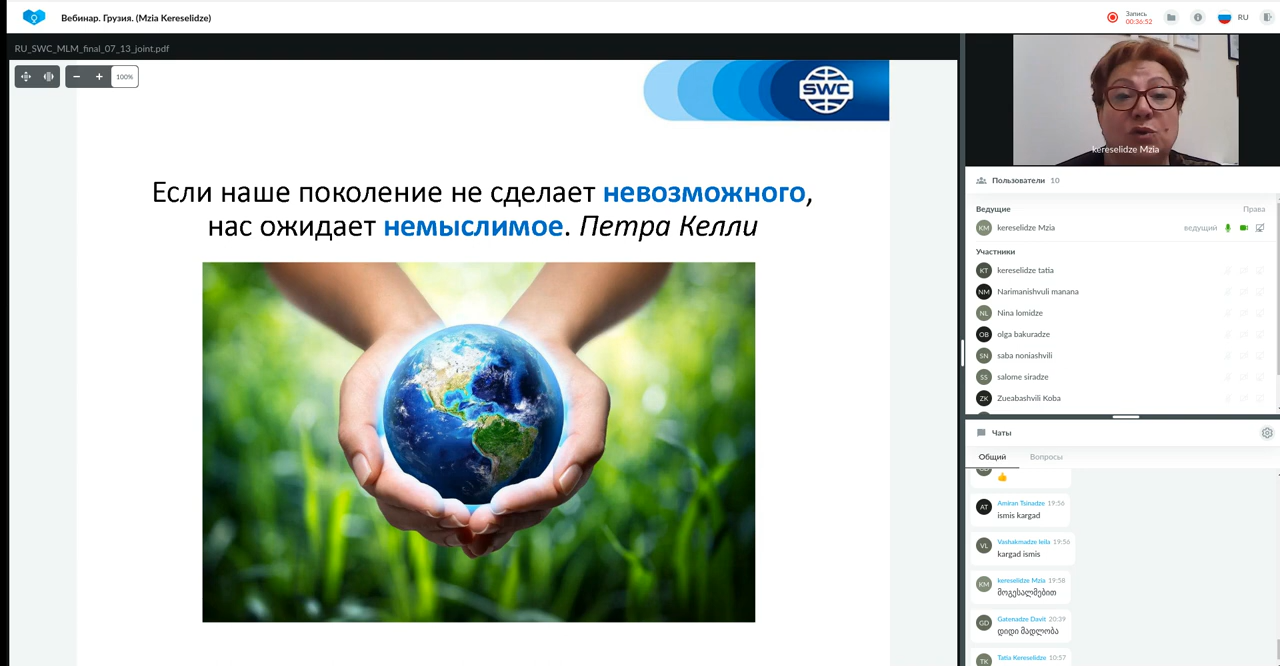 Вебинар. Грузия. (Mzia Kereselidze)
Запись
00:36:52
RU
RU_SWC_MLM_final_07_13_joint.pdf
100%
SWC
Если наше поколение не сделает невозможного,
нас ожидает немыслимое. Петра Келли
kereselidze Mzia
Пользователи 10
Ведущие Права
KM kereselidze Mzia ведущий
Участники
KT kereselidze tatia
NM Narimanishvuli manana
NL Nina lomidze
OB olga bakuradze
SN saba noniashvili
SS salome siradze
ZK Zueabashvili Koba
Чаты
Общий Вопросы
GD
AT Amiran Tsinadze 19:56
ismis kargad
VL Vashakmadze leila 19:56
kargad ismis
KM kereselidze Mzia 19:58
მოგესალმებით
GD Gatenadze Davit 20:39
დიდი მადლობა
TK Tatia Kereselidze 10:57